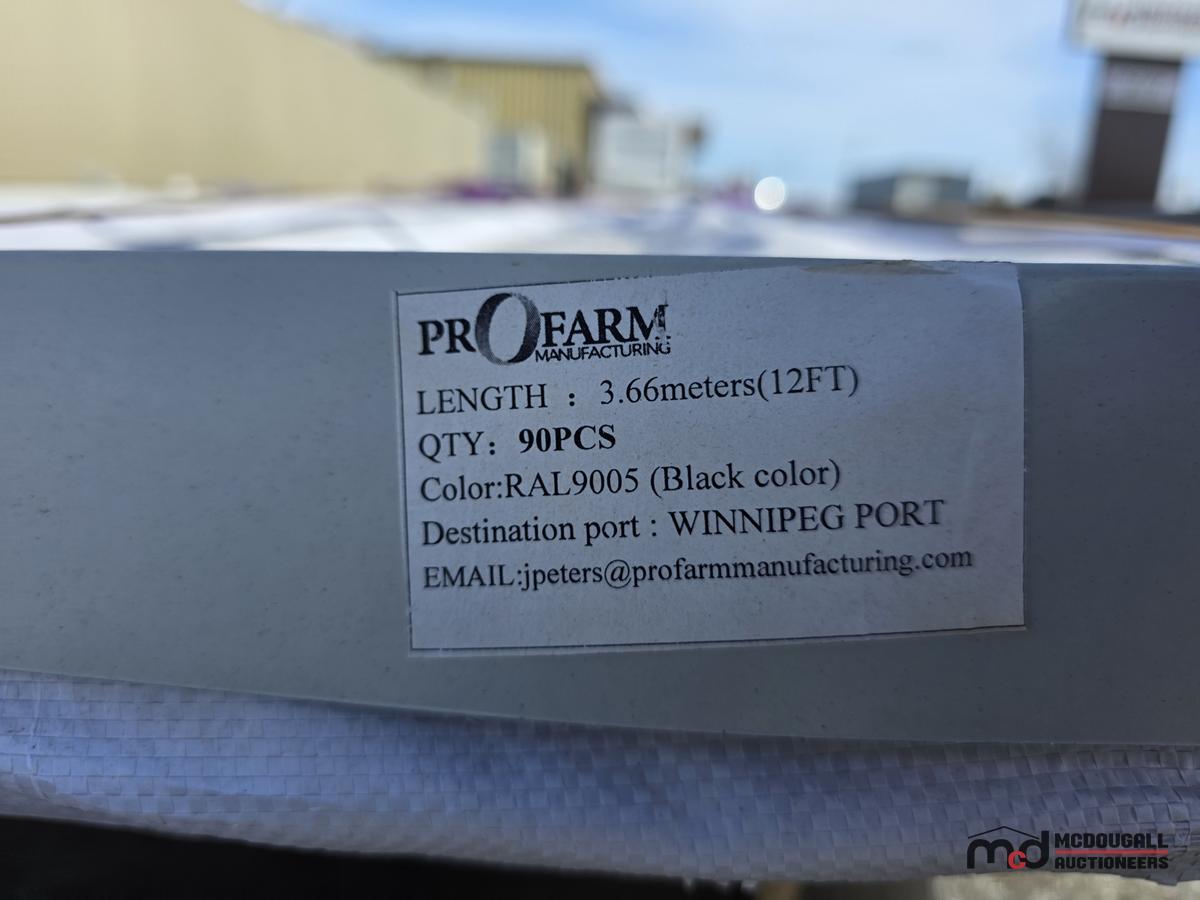 PROFARM
MANUFACTURING
LENGTH : 3.66meters(12FT)
QTY: 90PCS
Color:RAL9005 (Black color)
Destination port : WINNIPEG PORT
EMAIL:jpeters@profarmmanufacturing.com
mcd MCDOUGALL
AUCTIONEERS